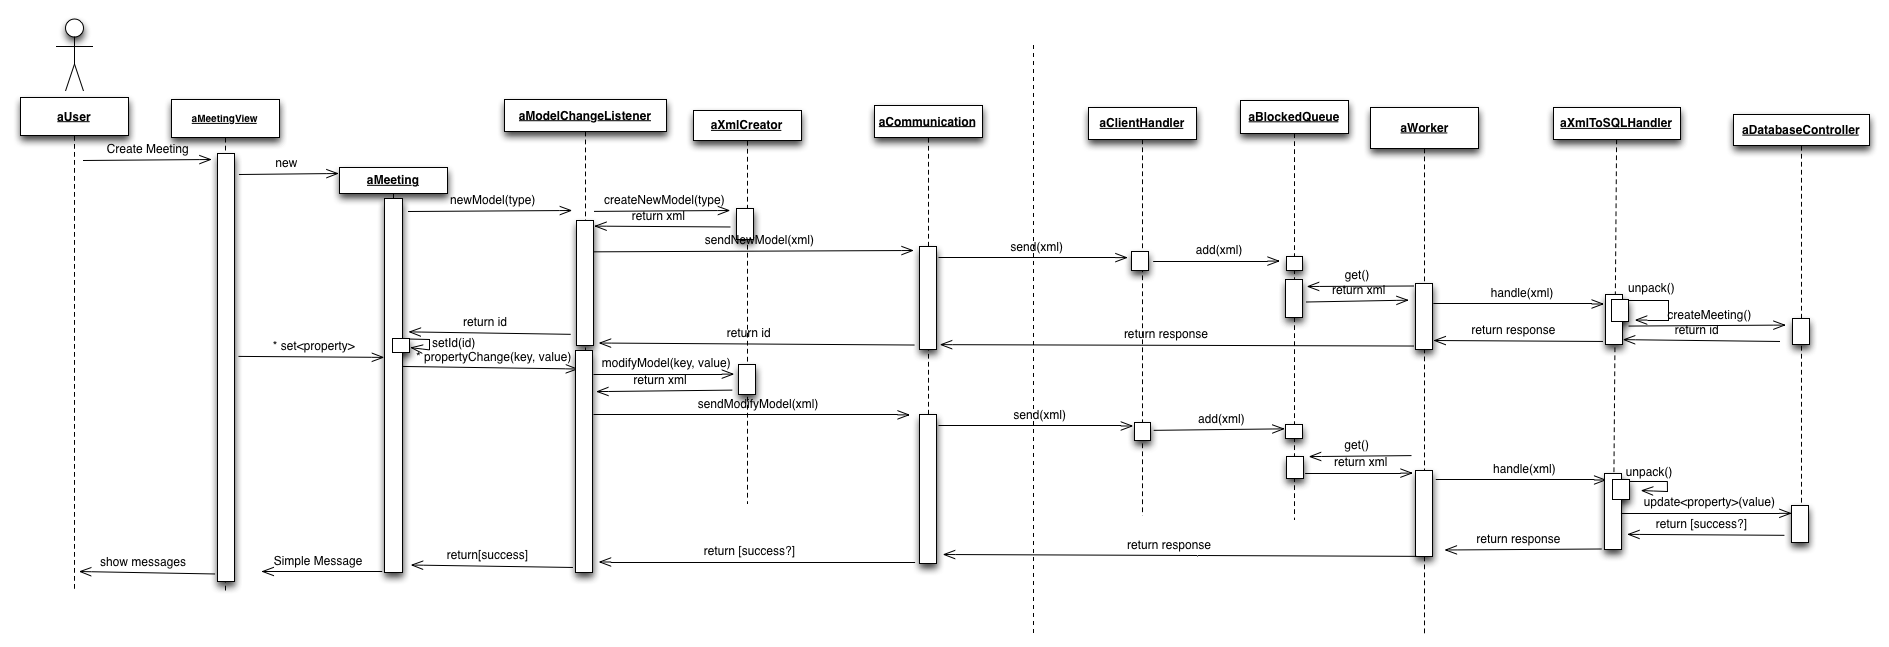 aUser
aMeetingView
aModelChangeListener
aXmlCreator
aCommunication
aClientHandler
aBlockedQueue
aWorker
aXmlToSQLHandler
aDatabaseController
Create Meeting
new
aMeeting
newModel(type)
createNewModel(type)
return xml
sendNewModel(xml)
send(xml)
add(xml)
get()
return xml
handle(xml)
unpack()
createMeeting()
return id
return response
return response
return id
return id
setId(id)
* set<property>
* propertyChange(key, value)
modifyModel(key, value)
return xml
sendModifyModel(xml)
send(xml)
add(xml)
get()
return xml
handle(xml)
unpack()
update<property>(value)
return [success?]
return response
return response
return [success?]
return[success]
Simple Message
show messages